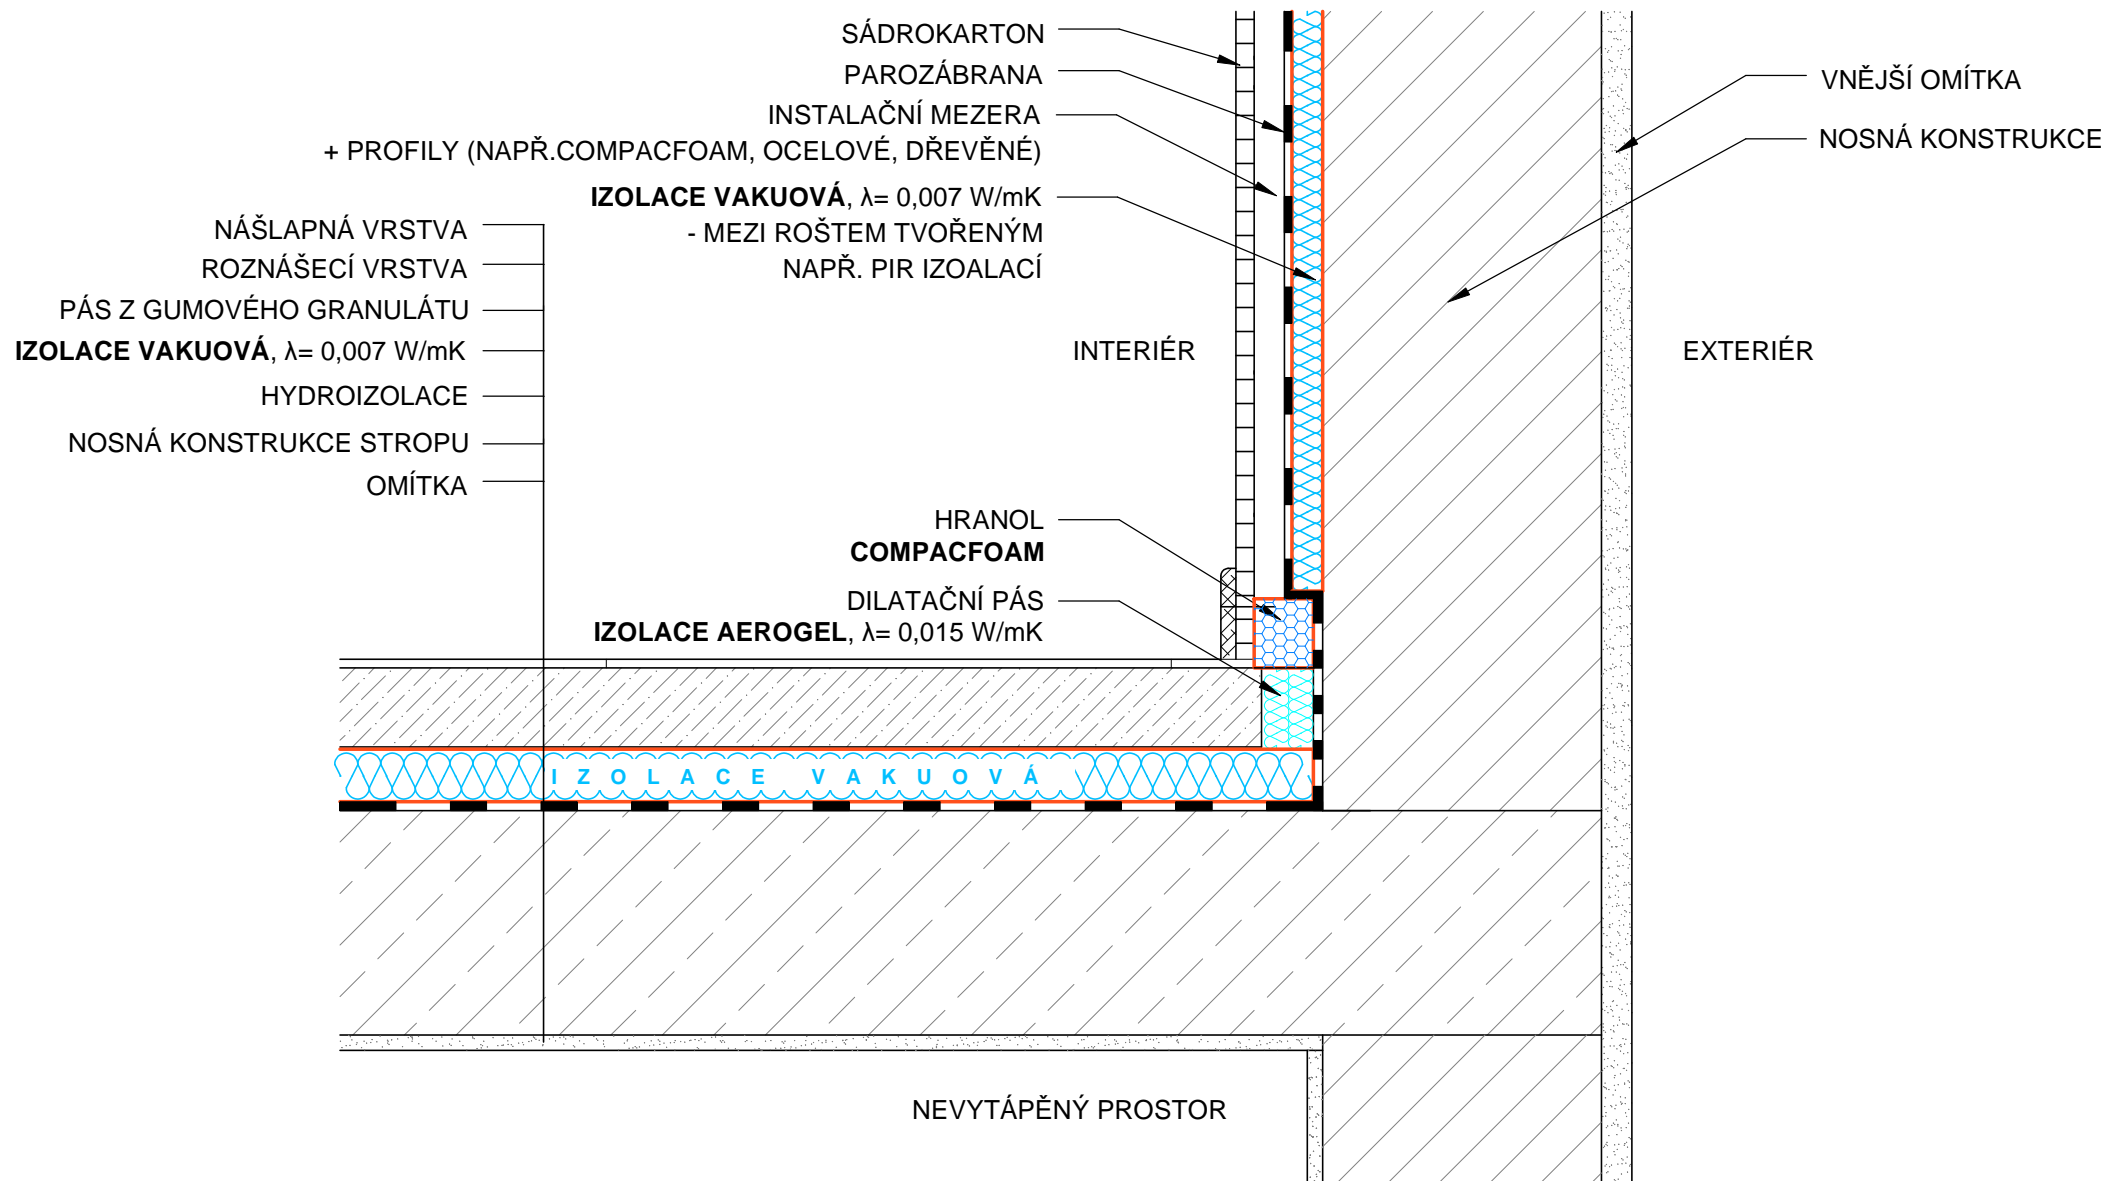 SÁDROKARTON
PAROZÁBRANA
INSTALAČNÍ MEZERA
+ PROFILY (NAPŘ.COMPACFOAM, OCELOVÉ, DŘEVĚNÉ)
IZOLACE VAKUOVÁ, λ= 0,007 W/mK
- MEZI ROŠTEM TVOŘENÝM
NAPŘ. PIR IZOALACÍ
VNĚJŠÍ OMÍTKA
NOSNÁ KONSTRUKCE
NÁŠLAPNÁ VRSTVA
ROZNÁŠECÍ VRSTVA
PÁS Z GUMOVÉHO GRANULÁTU
IZOLACE VAKUOVÁ, λ= 0,007 W/mK
HYDROIZOLACE
NOSNÁ KONSTRUKCE STROPU
OMÍTKA
INTERIÉR
EXTERIÉR
HRANOL
COMPACFOAM
DILATAČNÍ PÁS
IZOLACE AEROGEL, λ= 0,015 W/mK
IZOLACE VAKUOVÁ
NEVYTÁPĚNÝ PROSTOR